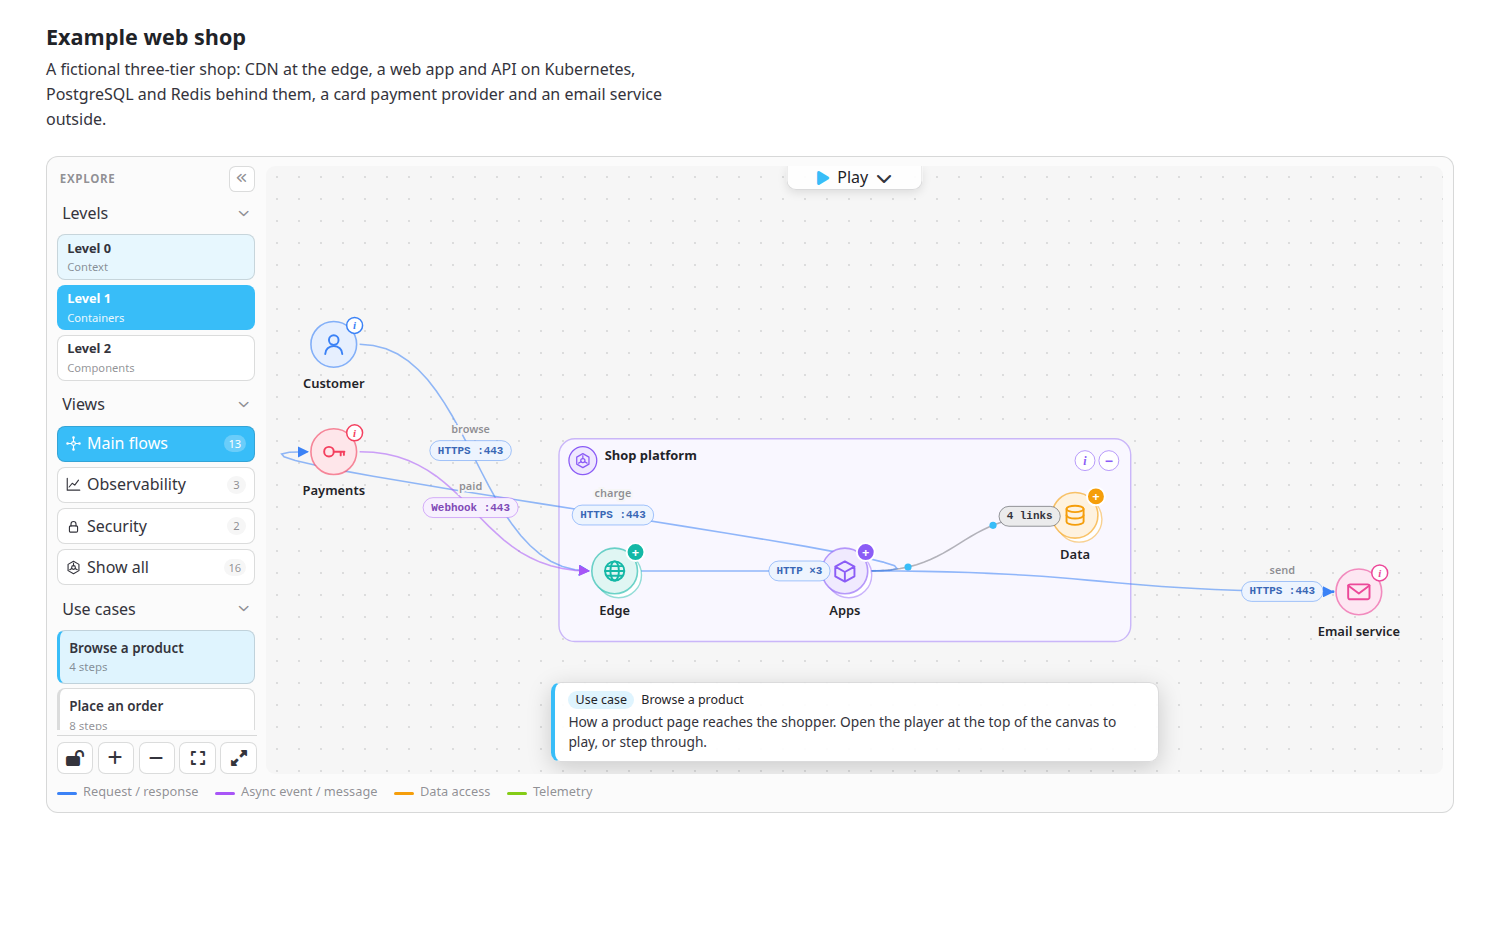 Example web shop
A fictional three-tier shop: CDN at the edge, a web app and API on Kubernetes,
PostgreSQL and Redis behind them, a card payment provider and an email service
outside.
EXPLORE
Play
Levels
Level 0
Context
Level 1
Containers
Level 2
Components
Views
Main flows 13
Observability 3
Security 2
Show all 16
Use cases
Browse a product
4 steps
Place an order
8 steps
Customer
browse
HTTPS :443
Payments
paid
Webhook :443
Shop platform
charge
HTTPS :443
4 links
Data
HTTP ×3
Edge
Apps
send
HTTPS :443
Email service
Use case Browse a product
How a product page reaches the shopper. Open the player at the top of the canvas to
play, or step through.
Request / response Async event / message Data access Telemetry